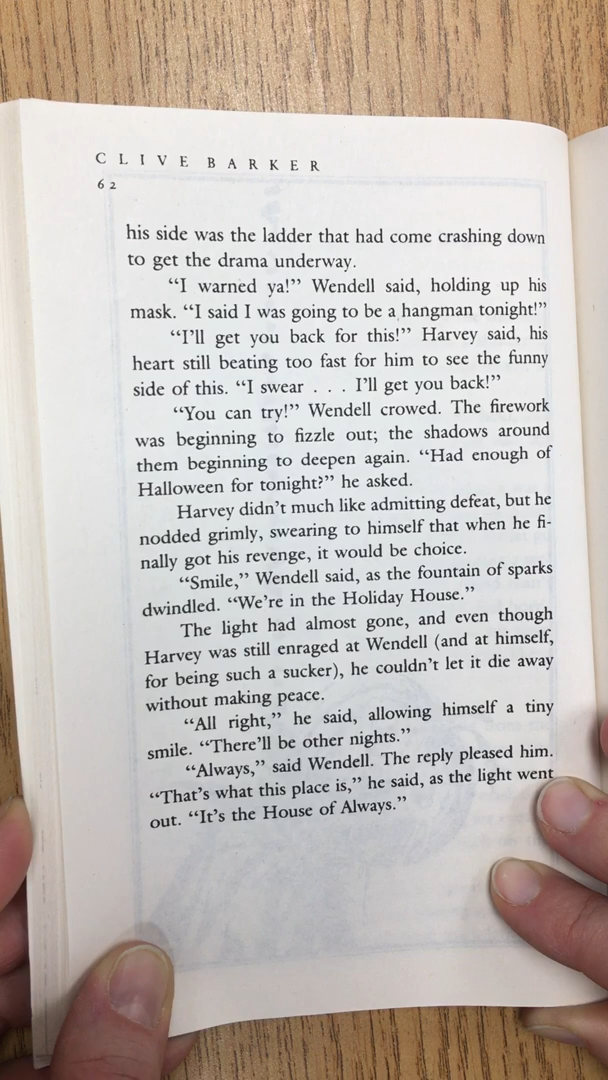 CLIVE BARKER
62
his side was the ladder that had come crashing down
to get the drama underway.
“I warned ya!” Wendell said, holding up his
mask. “I said I was going to be a hangman tonight!”
“I’ll get you back for this!” Harvey said, his
heart still beating too fast for him to see the funny
side of this. “I swear . . . I’ll get you back!”
“You can try!” Wendell crowed. The firework
was beginning to fizzle out; the shadows around
them beginning to deepen again. “Had enough of
Halloween for tonight?” he asked.
Harvey didn’t much like admitting defeat, but he
nodded grimly, swearing to himself that when he fi-
nally got his revenge, it would be choice.
“Smile,” Wendell said, as the fountain of sparks
dwindled. “We’re in the Holiday House.”
The light had almost gone, and even though
Harvey was still enraged at Wendell (and at himself,
for being such a sucker), he couldn’t let it die away
without making peace.
“All right,” he said, allowing himself a tiny
smile. “There’ll be other nights.”
“Always,” said Wendell. The reply pleased him.
“That’s what this place is,” he said, as the light went
out. “It’s the House of Always.”